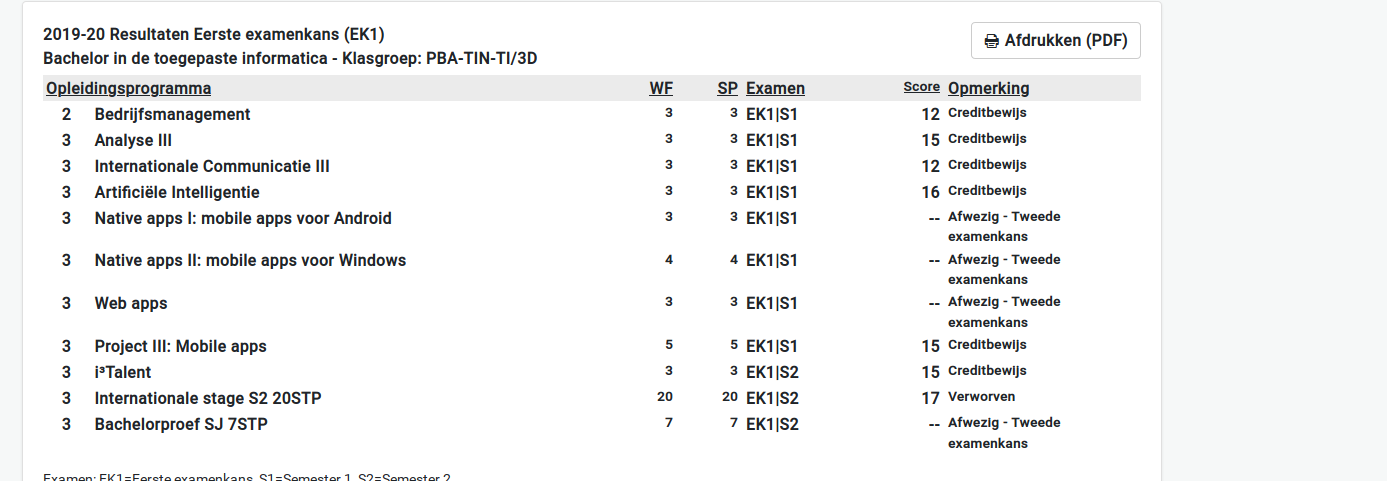 2019-20 Resultaten Eerste examenkans (EK1)
Afdrukken (PDF)
Bachelor in de toegepaste informatica - Klasgroep: PBA-TIN-TI/3D
Opleidingsprogramma WF SP Examen Score Opmerking
2 Bedrijfsmanagement 3 3 EK1|S1 12 Creditbewijs
3 Analyse III 3 3 EK1|S1 15 Creditbewijs
3 Internationale Communicatie III 3 3 EK1|S1 12 Creditbewijs
3 Artificiële Intelligentie 3 3 EK1|S1 16 Creditbewijs
3 Native apps I: mobile apps voor Android 3 3 EK1|S1 -- Afwezig - Tweede
examenkans
3 Native apps II: mobile apps voor Windows 4 4 EK1|S1 -- Afwezig - Tweede
examenkans
3 Web apps 3 3 EK1|S1 -- Afwezig - Tweede
examenkans
3 Project III: Mobile apps 5 5 EK1|S1 15 Creditbewijs
3 i³Talent 3 3 EK1|S2 15 Creditbewijs
3 Internationale stage S2 20STP 20 20 EK1|S2 17 Verworven
3 Bachelorproef SJ 7STP 7 7 EK1|S2 -- Afwezig - Tweede
examenkans
Examen: EK1=Eerste examenkans, S1=Semester 1, S2=Semester 2